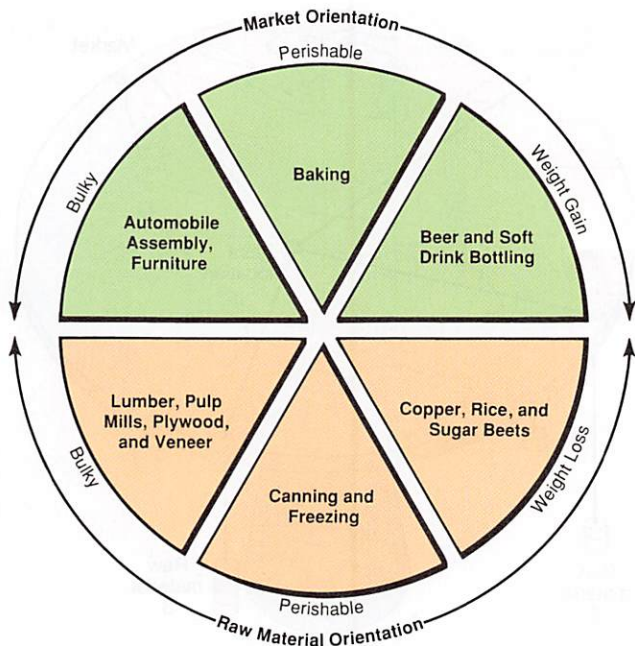 Market Orientation
Perishable
Bulky
Weight Gain
Baking
Automobile
Assembly,
Furniture
Beer and Soft
Drink Bottling
Lumber, Pulp
Mills, Plywood,
and Veneer
Copper, Rice, and
Sugar Beets
Canning and
Freezing
Bulky
Weight Loss
Perishable
Raw Material Orientation